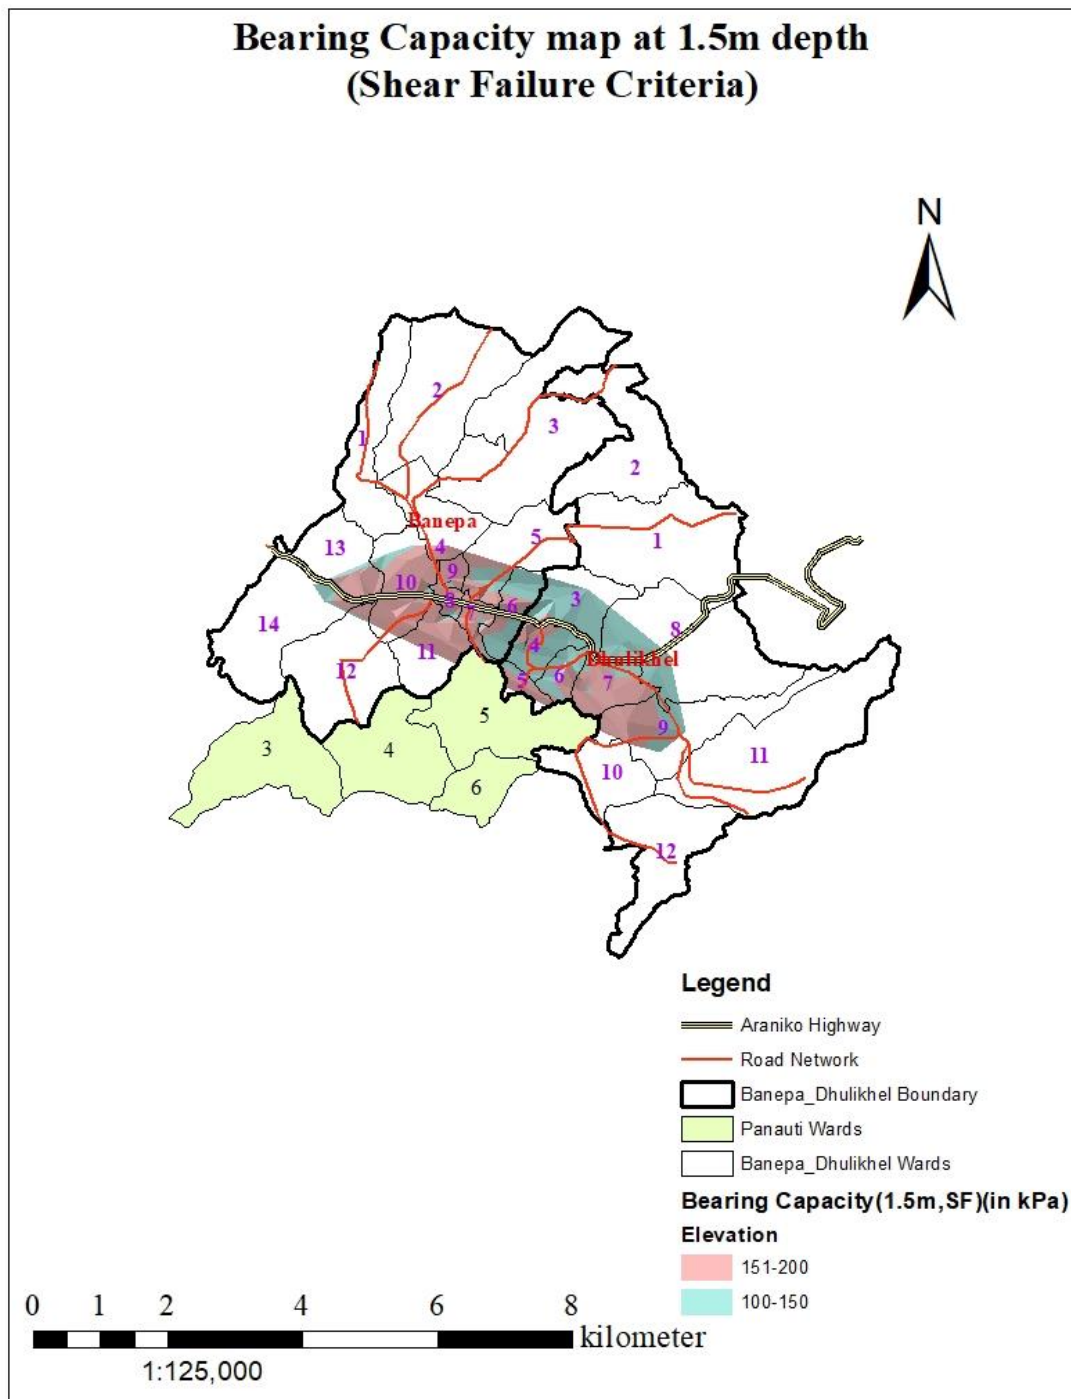 Bearing Capacity map at 1.5m depth
(Shear Failure Criteria)
N
2
3
1
2
Banepa
5
1
13
4
9
10
3
8
7
6
14
8
4
11
Dhulikhel
12
6
5
7
5
9
3
4
11
10
6
12
Legend
Araniko Highway
Road Network
Banepa_Dhulikhel Boundary
Panauti Wards
Banepa_Dhulikhel Wards
Bearing Capacity(1.5m,SF)(in kPa)
Elevation
151-200
100-150
0 1 2 4 6 8
kilometer
1:125,000